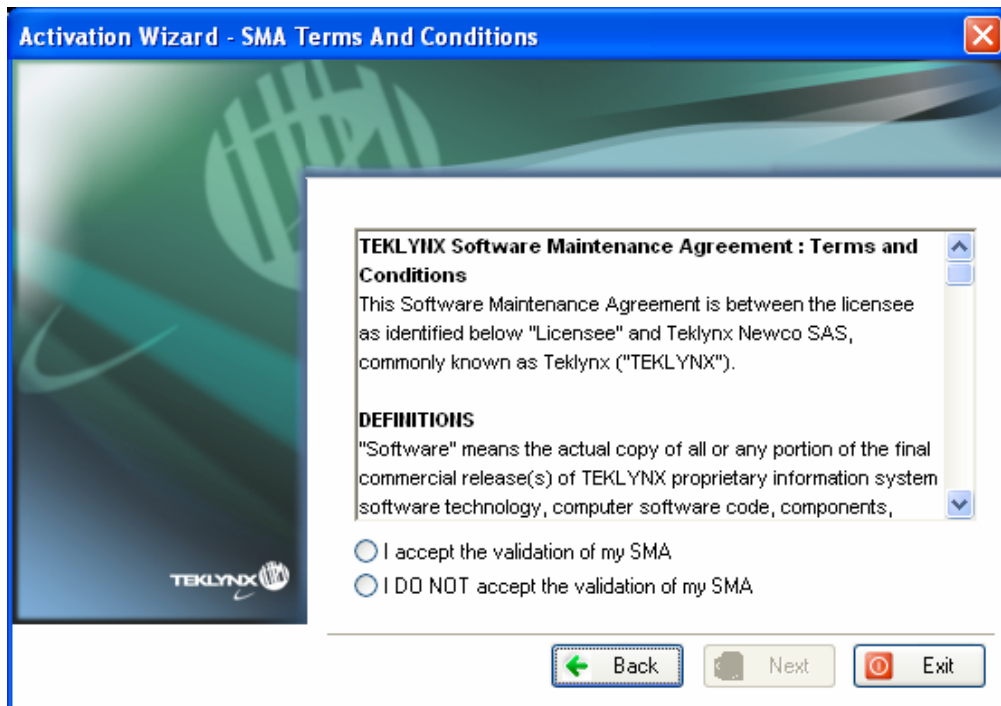 Activation Wizard - SMA Terms And Conditions
TEKLYNX Software Maintenance Agreement : Terms and
Conditions
This Software Maintenance Agreement is between the licensee
as identified below "Licensee" and Teklynx Newco SAS,
commonly known as Teklynx ("TEKLYNX").
DEFINITIONS
"Software" means the actual copy of all or any portion of the final
commercial release(s) of TEKLYNX proprietary information system
software technology, computer software code, components,
I accept the validation of my SMA
I DO NOT accept the validation of my SMA
TEKLYNX
Back
Next
Exit